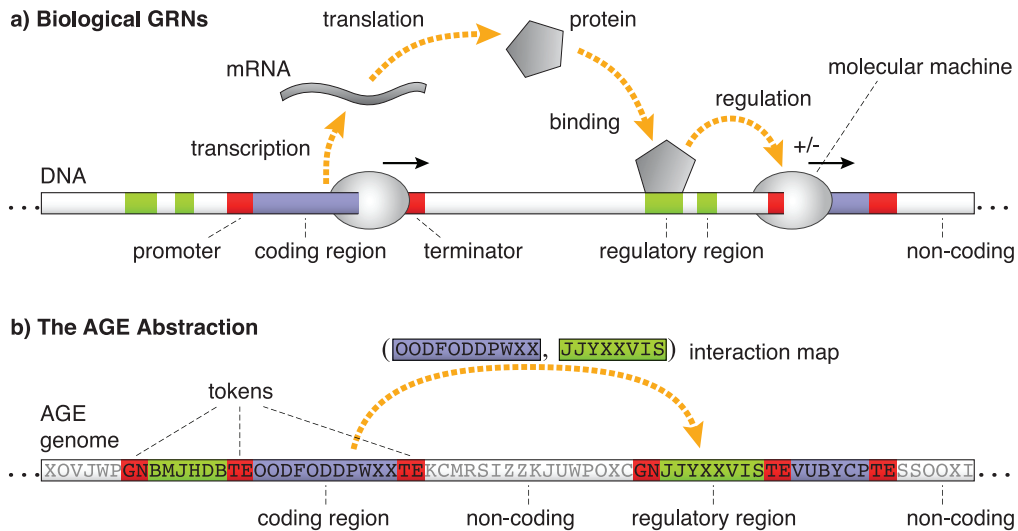 a) Biological GRNs
translation
protein
mRNA
molecular machine
binding
regulation
transcription
+/-
DNA
...
...
promoter
coding region
terminator
regulatory region
non-coding
b) The AGE Abstraction
(OODFODDPWXX, JJYXXVIS) interaction map
tokens
AGE
genome
... XOVJWPGNBMJHDBTEOODFODDPWXXTEKCMRSIZZKJUWPOXCGNJJYXXVISTEVUBYCPTESSOOXI ...
coding region
non-coding
regulatory region
non-coding